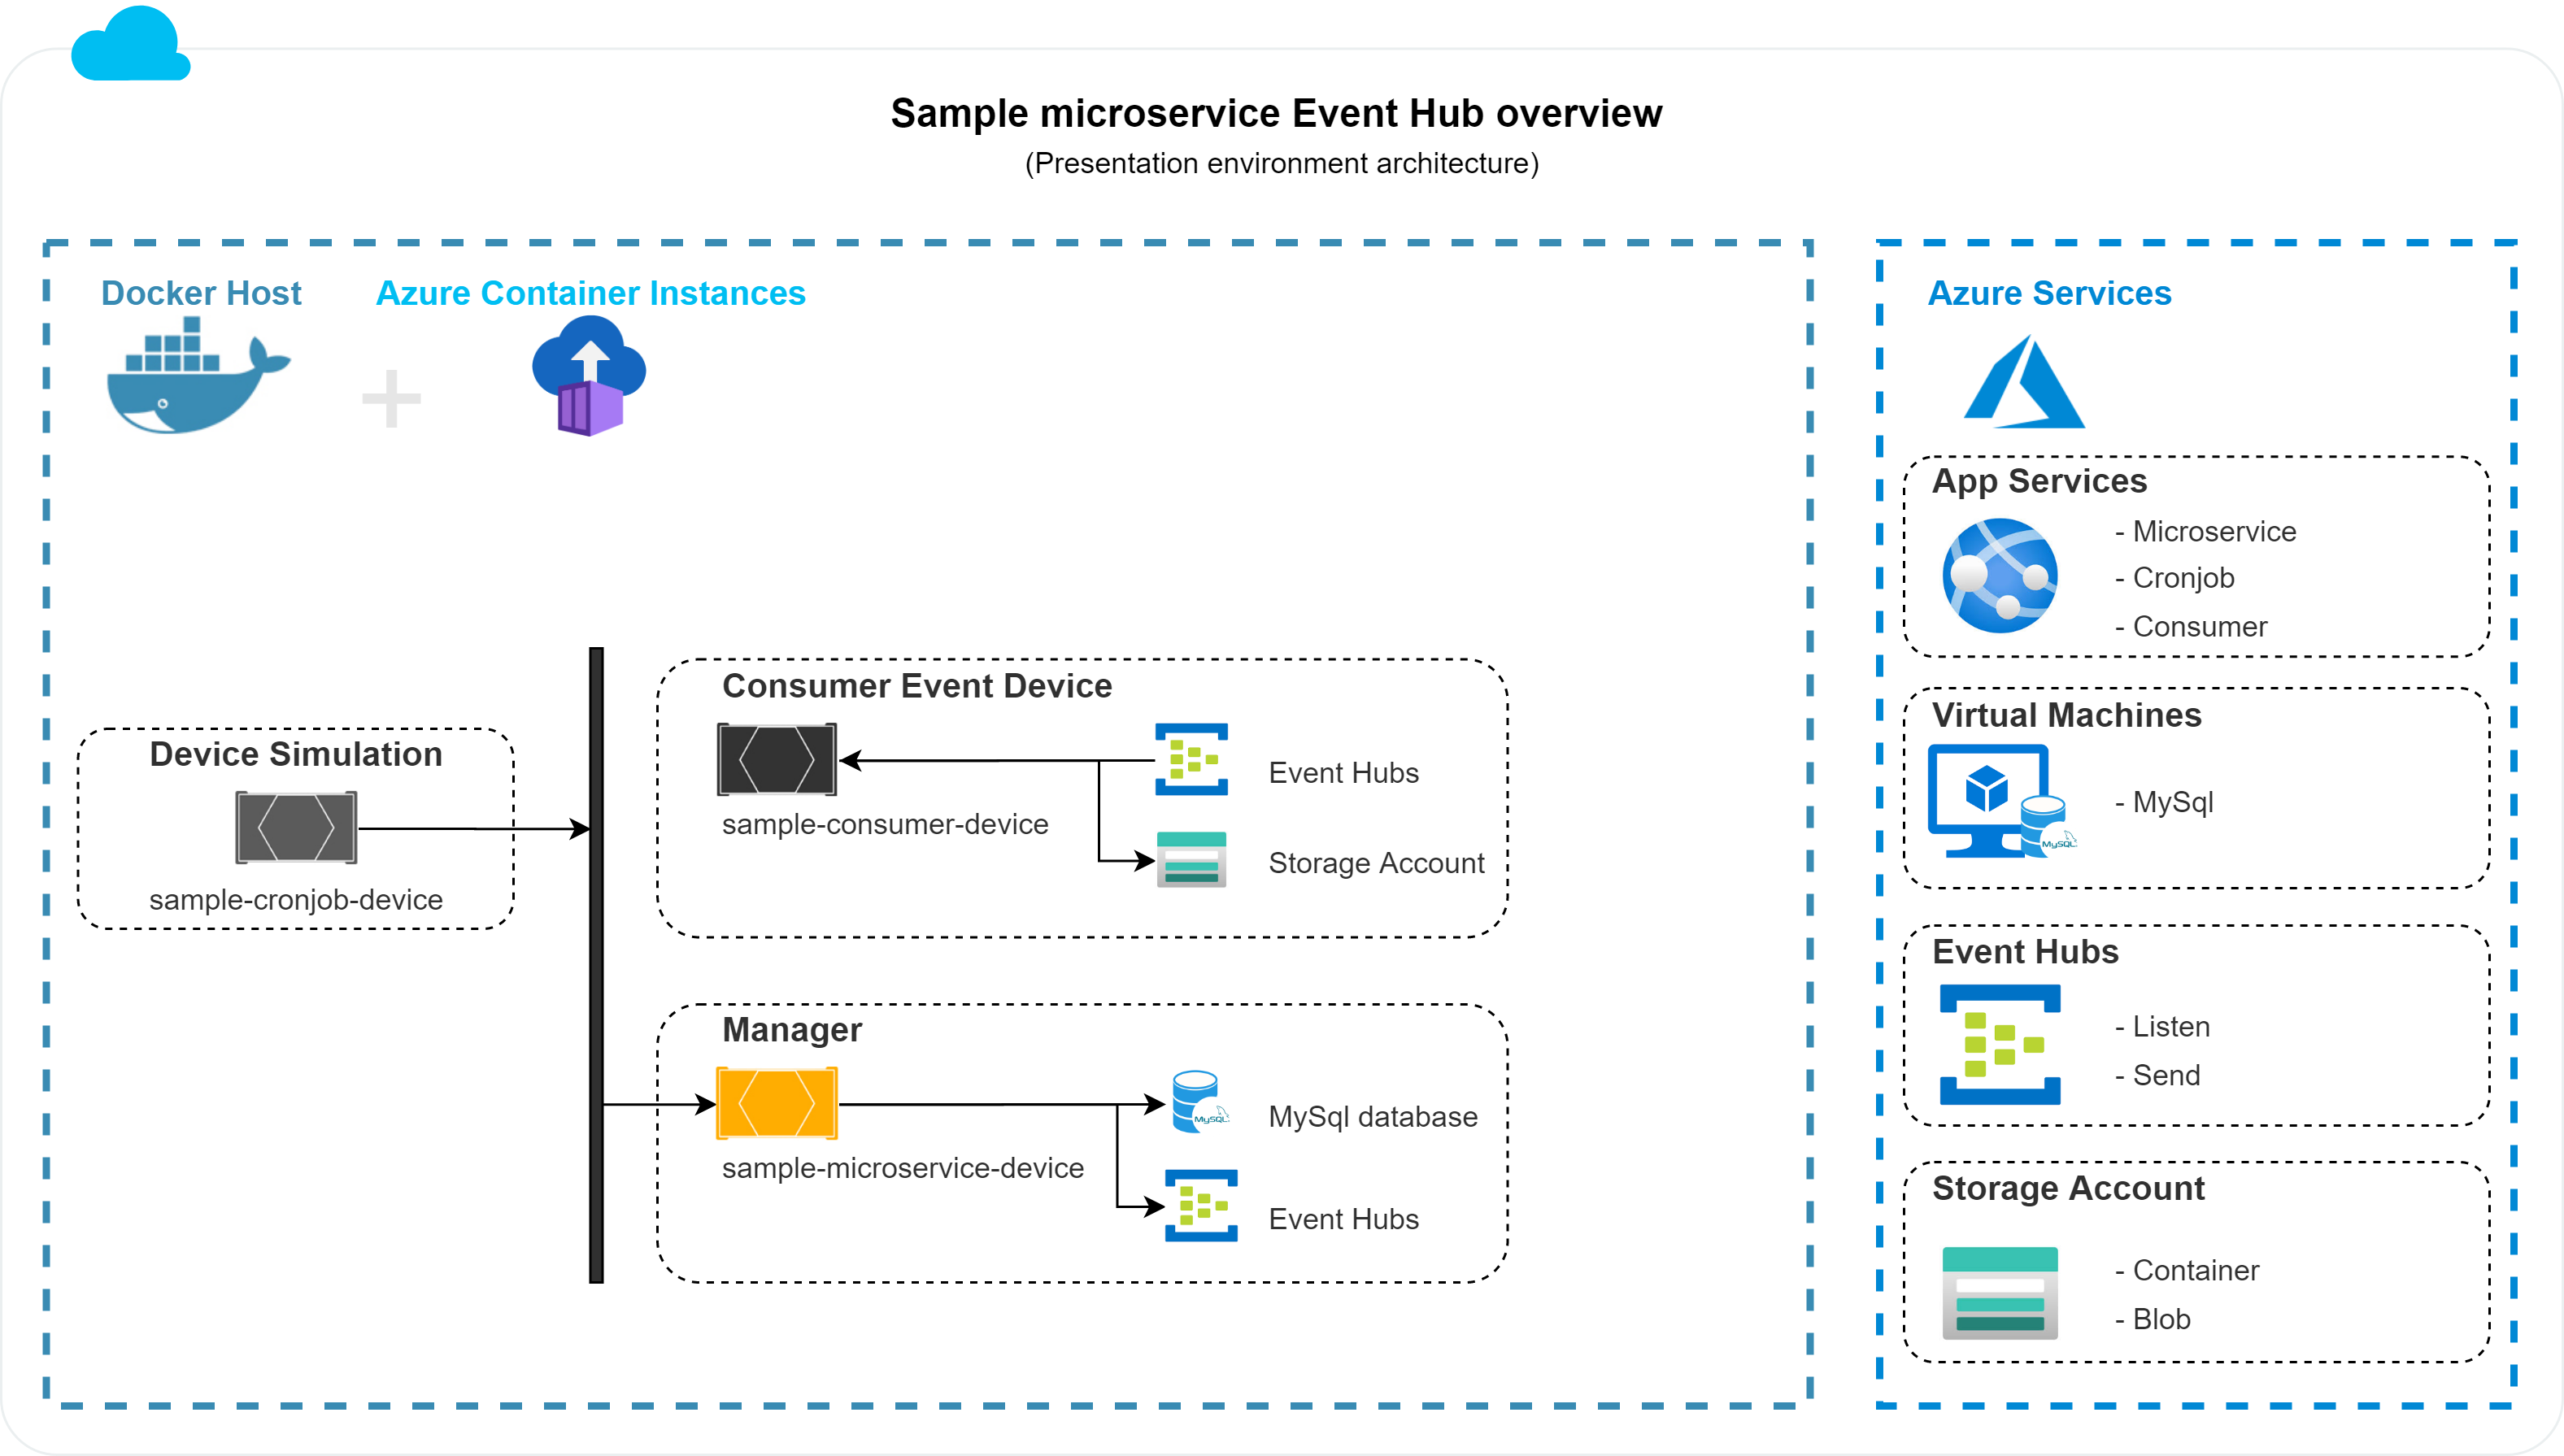 Sample microservice Event Hub overview
(Presentation environment architecture)
Docker Host
Azure Container Instances
Device Simulation
sample-cronjob-device
Consumer Event Device
Event Hubs
sample-consumer-device
Storage Account
Manager
MySQL
MySql database
sample-microservice-device
Event Hubs
Azure Services
App Services
- Microservice
- Cronjob
- Consumer
Virtual Machines
- MySql
MySQL
Event Hubs
- Listen
- Send
Storage Account
- Container
- Blob